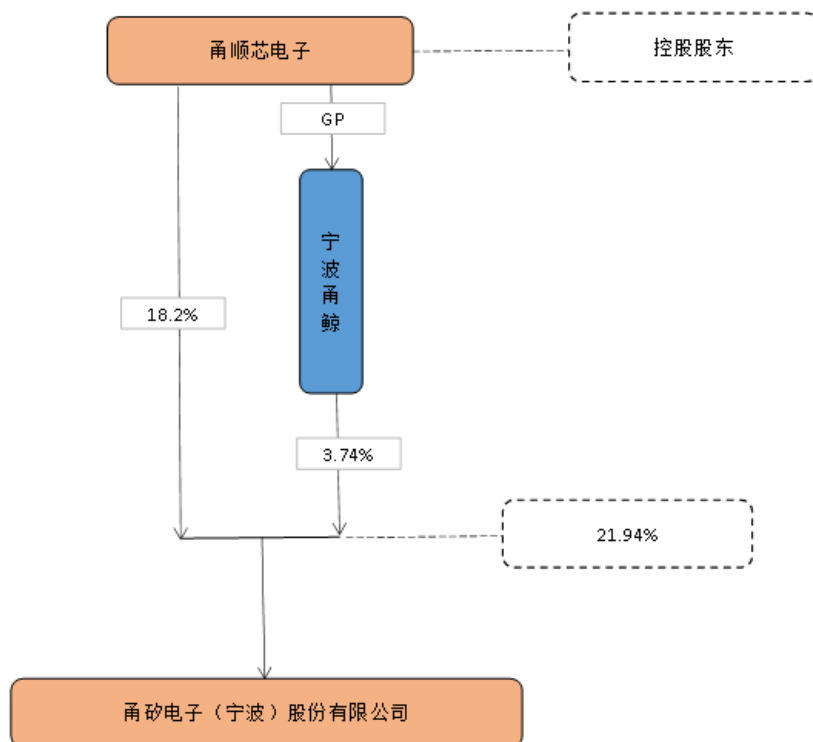 甬顺芯电子
控股股东
GP
宁波甬鲸
18.2%
3.74%
21.94%
甬矽电子（宁波）股份有限公司